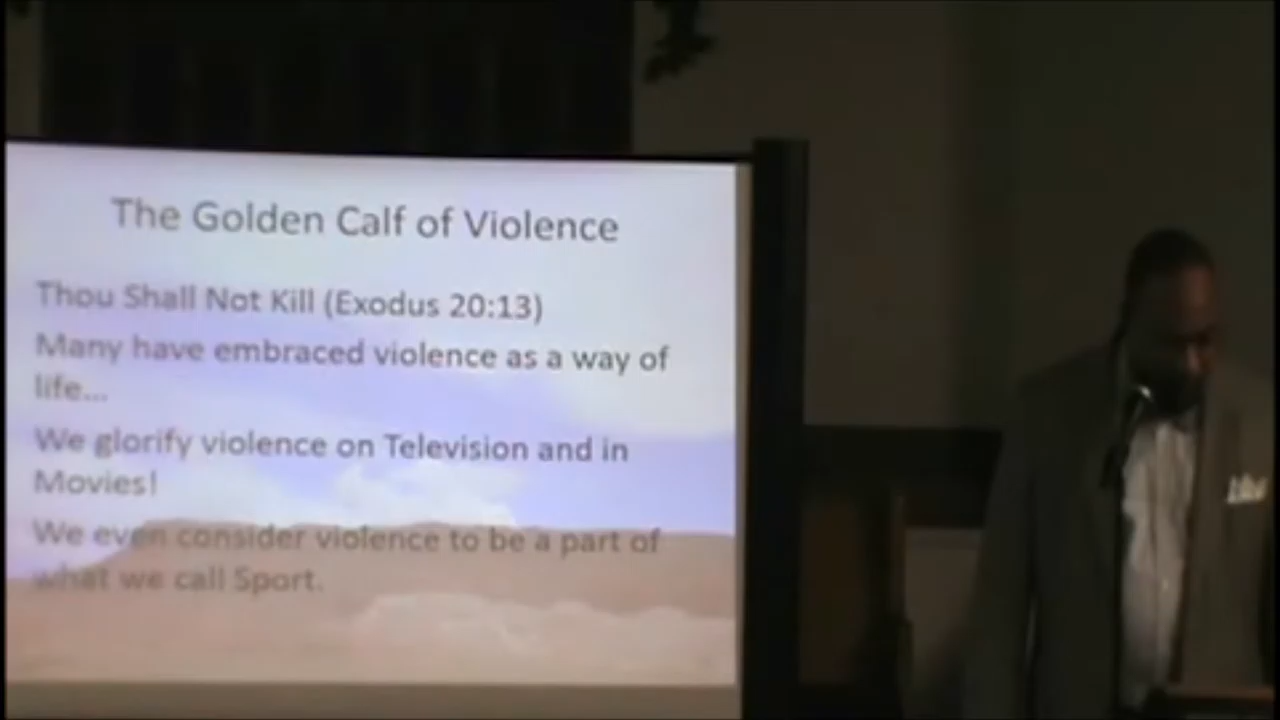 The Golden Calf of Violence
Thou Shall Not Kill (Exodus 20:13)
Many have embraced violence as a way of
life...
We glorify violence on Television and in
Movies!
We even consider violence to be a part of
what we call Sport.